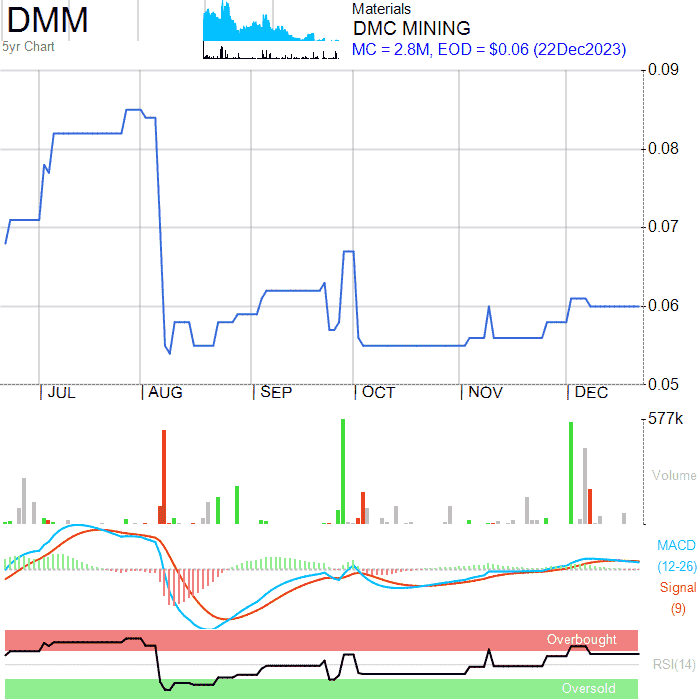 DMM
5yr Chart
Materials
DMC MINING
MC = 2.8M, EOD = $0.06 (22Dec2023)
0.09
0.08
0.07
0.06
0.05
JUL AUG SEP OCT NOV DEC
577k
Volume
MACD
(12-26)
Signal
(9)
Overbought
RSI(14)
Oversold